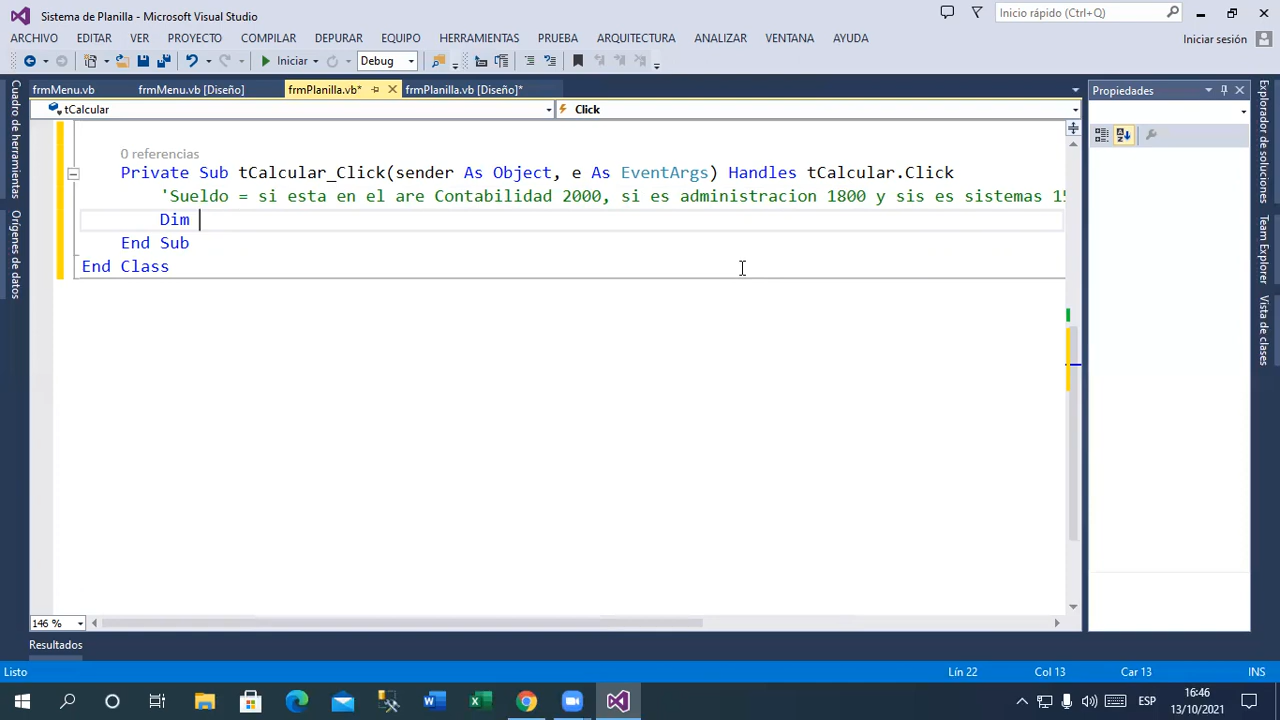 Sistema de Planilla - Microsoft Visual Studio
Inicio rápido (Ctrl+Q)
ARCHIVO EDITAR VER PROYECTO COMPILAR DEPURAR EQUIPO HERRAMIENTAS PRUEBA ARQUITECTURA ANALIZAR VENTANA AYUDA
Iniciar sesión
Iniciar Debug
frmMenu.vb frmMenu.vb [Diseño] frmPlanilla.vb* frmPlanilla.vb [Diseño]*
Propiedades
tCalcular Click
Cuadro de herramientas
Orígenes de datos
0 referencias
Private Sub tCalcular_Click(sender As Object, e As EventArgs) Handles tCalcular.Click
'Sueldo = si esta en el are Contabilidad 2000, si es administracion 1800 y sis es sistemas 15
Dim
End Sub
End Class
Explorador de soluciones
Team Explorer
Vista de clases
146 %
Resultados
Listo Lín 22 Col 13 Car 13 INS
ESP 16:46
13/10/2021